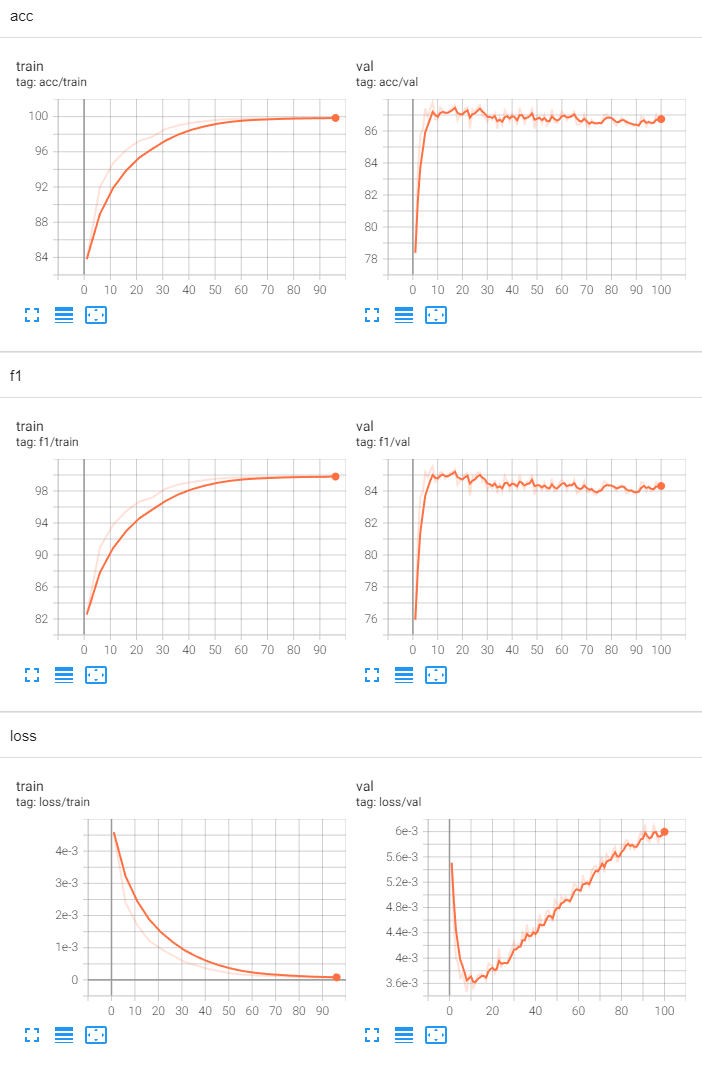 acc
train
tag: acc/train
100
96
92
88
84
0 10 20 30 40 50 60 70 80 90
val
tag: acc/val
86
84
82
80
78
0 10 20 30 40 50 60 70 80 90 100
f1
train
tag: f1/train
98
94
90
86
82
0 10 20 30 40 50 60 70 80 90
val
tag: f1/val
84
82
80
78
76
0 10 20 30 40 50 60 70 80 90 100
loss
train
tag: loss/train
4e-3
3e-3
2e-3
1e-3
0
0 10 20 30 40 50 60 70 80 90
val
tag: loss/val
6e-3
5.6e-3
5.2e-3
4.8e-3
4.4e-3
4e-3
3.6e-3
0 20 40 60 80 100